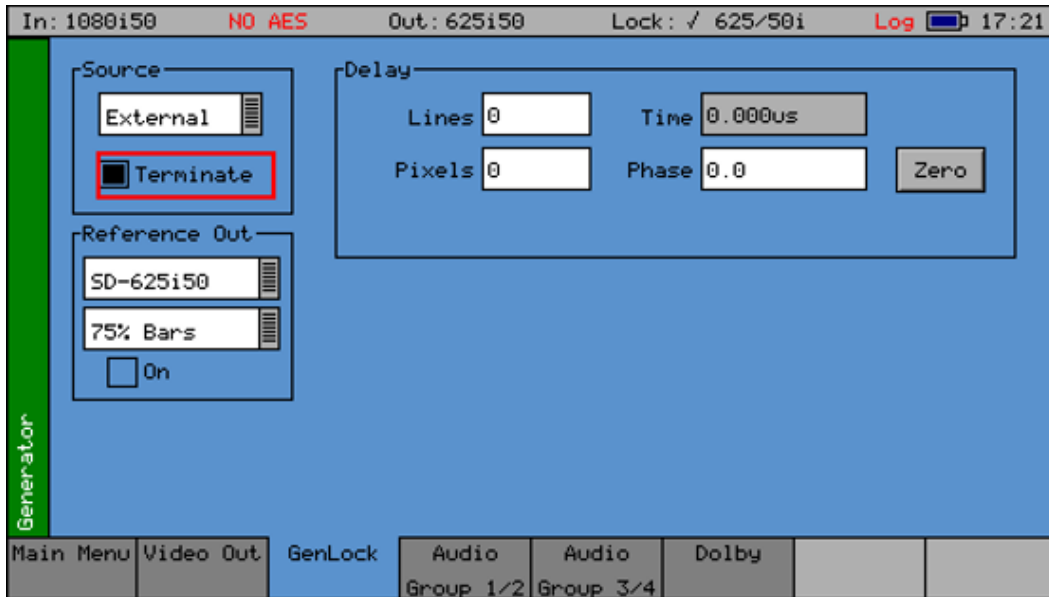 In: 1080i50 NO AES Out: 625i50 Lock: √ 625/50i Log 17:21
Source
External
Terminate
Reference Out
SD-625i50
75% Bars
On
Delay
Lines 0 Time 0.000us
Pixels 0 Phase 0.0 Zero
Generator
Main Menu Video Out GenLock Audio Group 1/2 Audio Group 3/4 Dolby